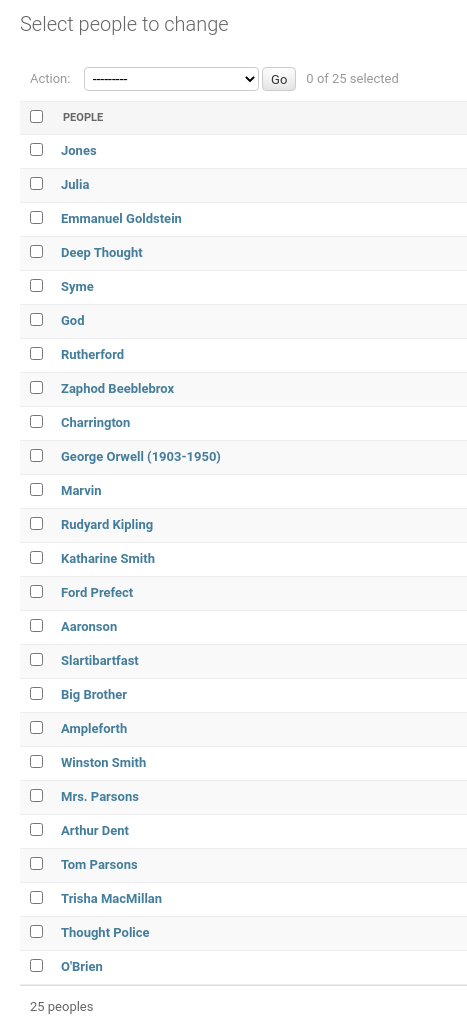 Select people to change
Action: --------- Go 0 of 25 selected
PEOPLE
Jones
Julia
Emmanuel Goldstein
Deep Thought
Syme
God
Rutherford
Zaphod Beeblebrox
Charrington
George Orwell (1903-1950)
Marvin
Rudyard Kipling
Katharine Smith
Ford Prefect
Aaronson
Slartibartfast
Big Brother
Ampleforth
Winston Smith
Mrs. Parsons
Arthur Dent
Tom Parsons
Trisha MacMillan
Thought Police
O'Brien
25 peoples